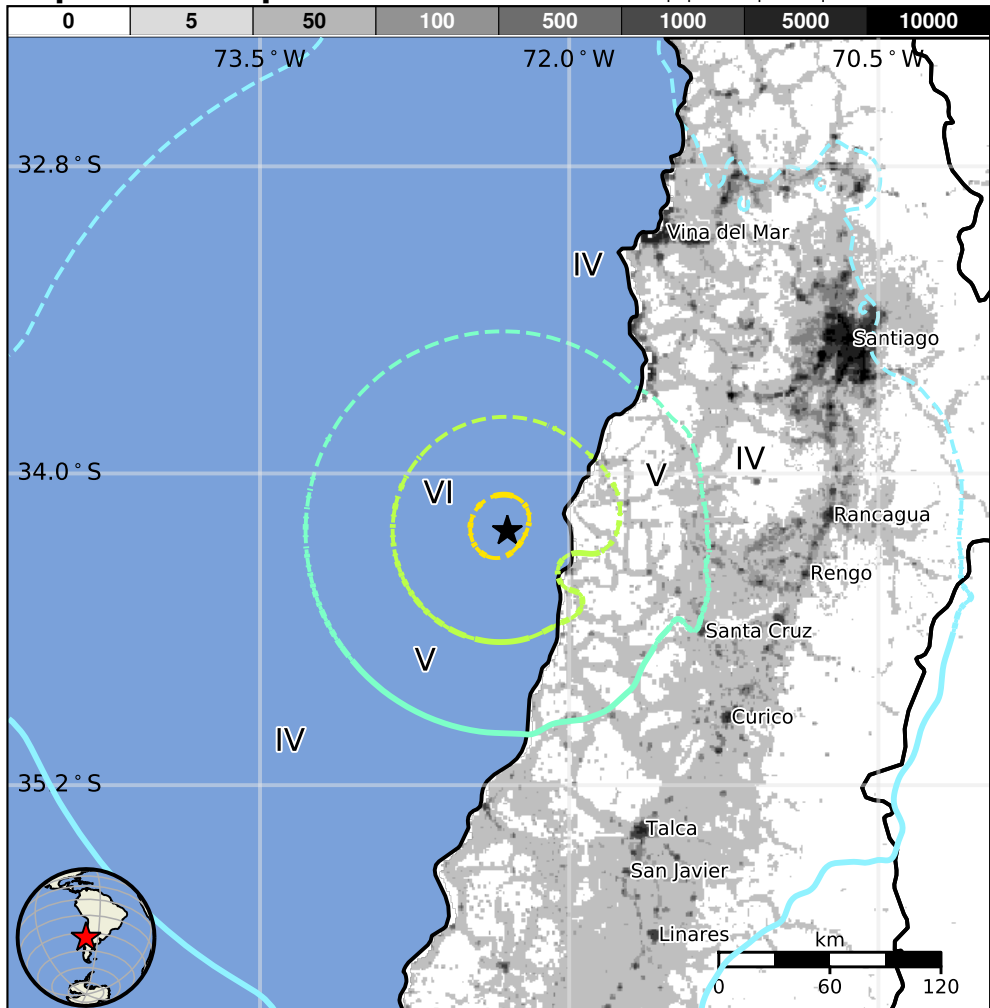 0 5 50 100 500 1000 5000 10000
73.5°W 72.0°W 70.5°W
32.8°S
Vina del Mar
IV
Santiago
34.0°S
V
IV
VI
Rancagua
Rengo
Santa Cruz
V
Curico
IV
35.2°S
Talca
San Javier
Linares
km
0 60 120